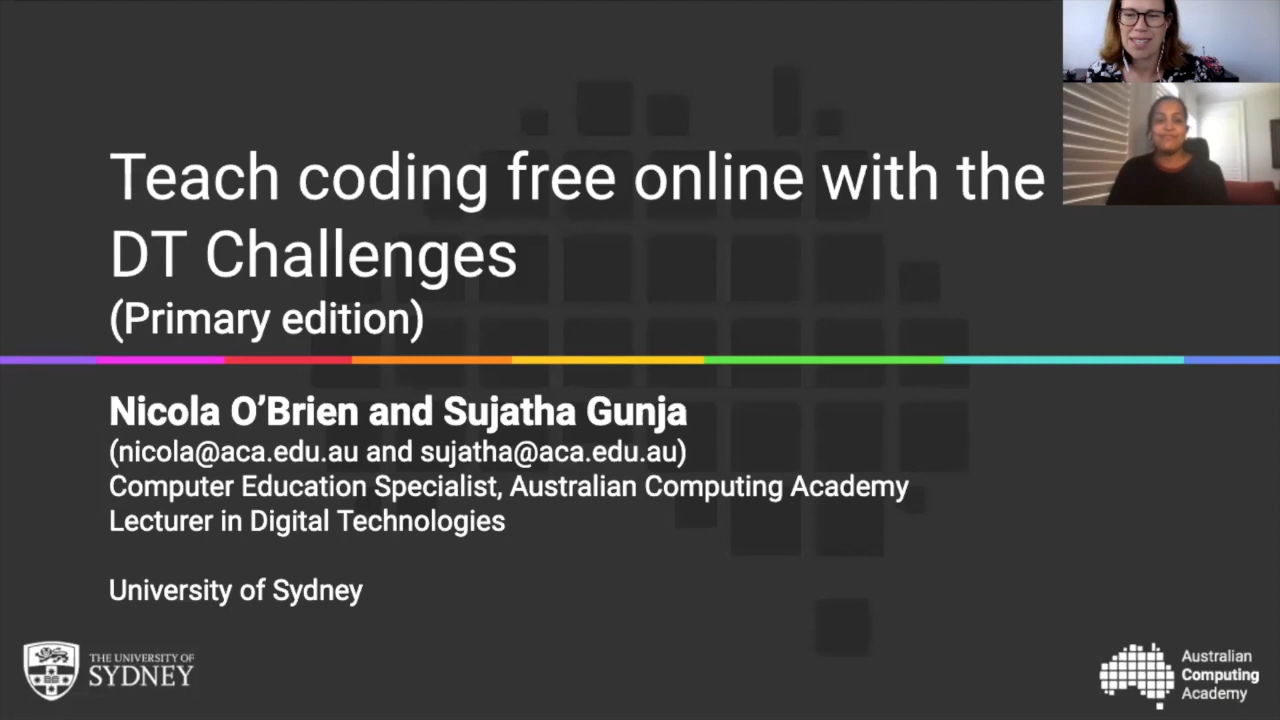 Teach coding free online with the
DT Challenges
(Primary edition)
Nicola O’Brien and Sujatha Gunja
(nicola@aca.edu.au and sujatha@aca.edu.au)
Computer Education Specialist, Australian Computing Academy
Lecturer in Digital Technologies
University of Sydney
THE UNIVERSITY OF
SYDNEY
Australian
Computing
Academy